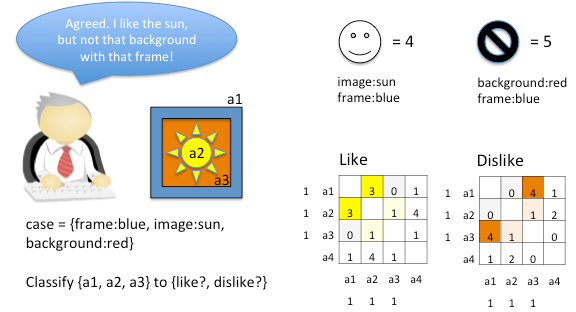 Agreed. I like the sun,
but not that background
with that frame!
a1
a2
a3
case = {frame:blue, image:sun,
background:red}
Classify {a1, a2, a3} to {like?, dislike?}
= 4
image:sun
frame:blue
= 5
background:red
frame:blue
Like
1 a1 3 0 1
1 a2 3 1 4
1 a3 0 1 1
a4 1 4 1
a1 a2 a3 a4
1 1 1
Dislike
1 a1 0 4 1
1 a2 0 1 2
1 a3 4 1 0
a4 1 2 0
a1 a2 a3 a4
1 1 1